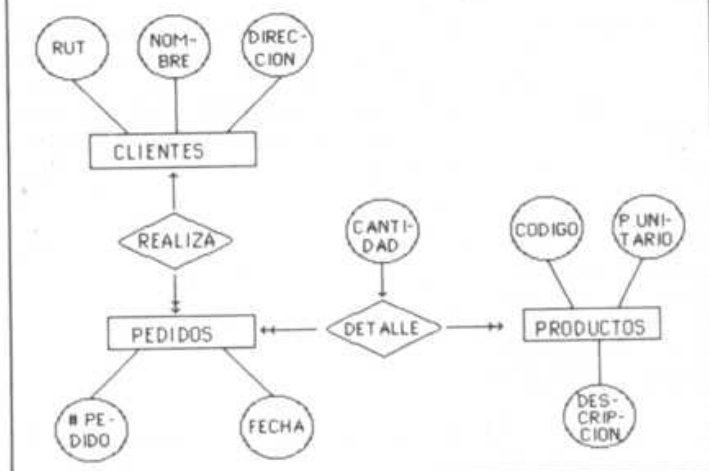 RUT
NOM-
BRE
DIREC-
CION
CLIENTES
REALIZA
CANTI-
DAD
CODIGO
P UNI-
TARIO
PEDIDOS
DETALLE
PRODUCTOS
# PE-
DIDO
FECHA
DES-
CRIP-
CION